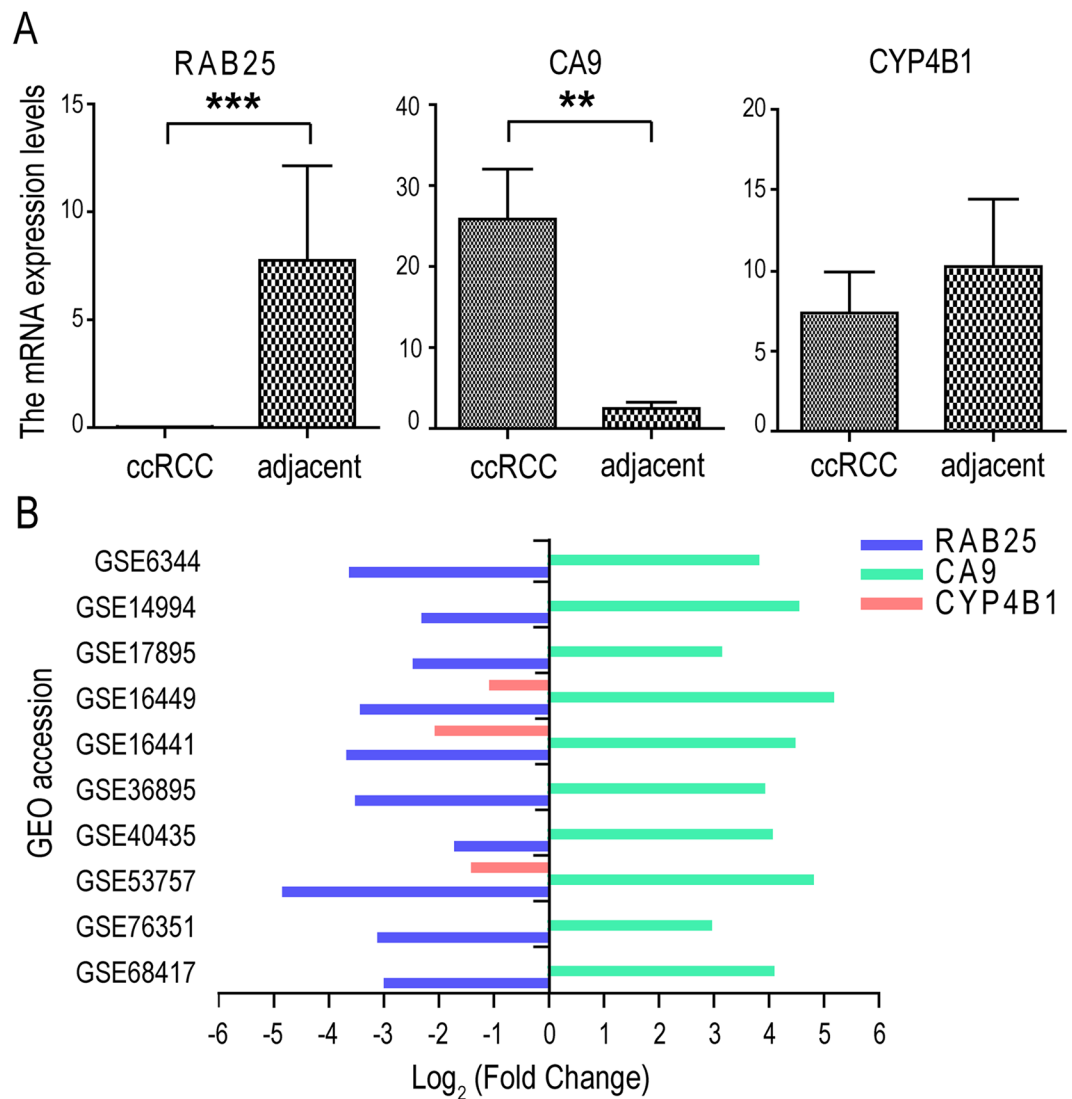 A
RAB25
CA9
CYP4B1
The mRNA expression levels
15
10
5
0
***
ccRCC
adjacent
40
30
20
10
0
**
ccRCC
adjacent
20
15
10
5
0
ccRCC
adjacent
B
RAB25
CA9
CYP4B1
GEO accession
GSE6344
GSE14994
GSE17895
GSE16449
GSE16441
GSE36895
GSE40435
GSE53757
GSE76351
GSE68417
-6 -5 -4 -3 -2 -1 0 1 2 3 4 5 6
Log2 (Fold Change)